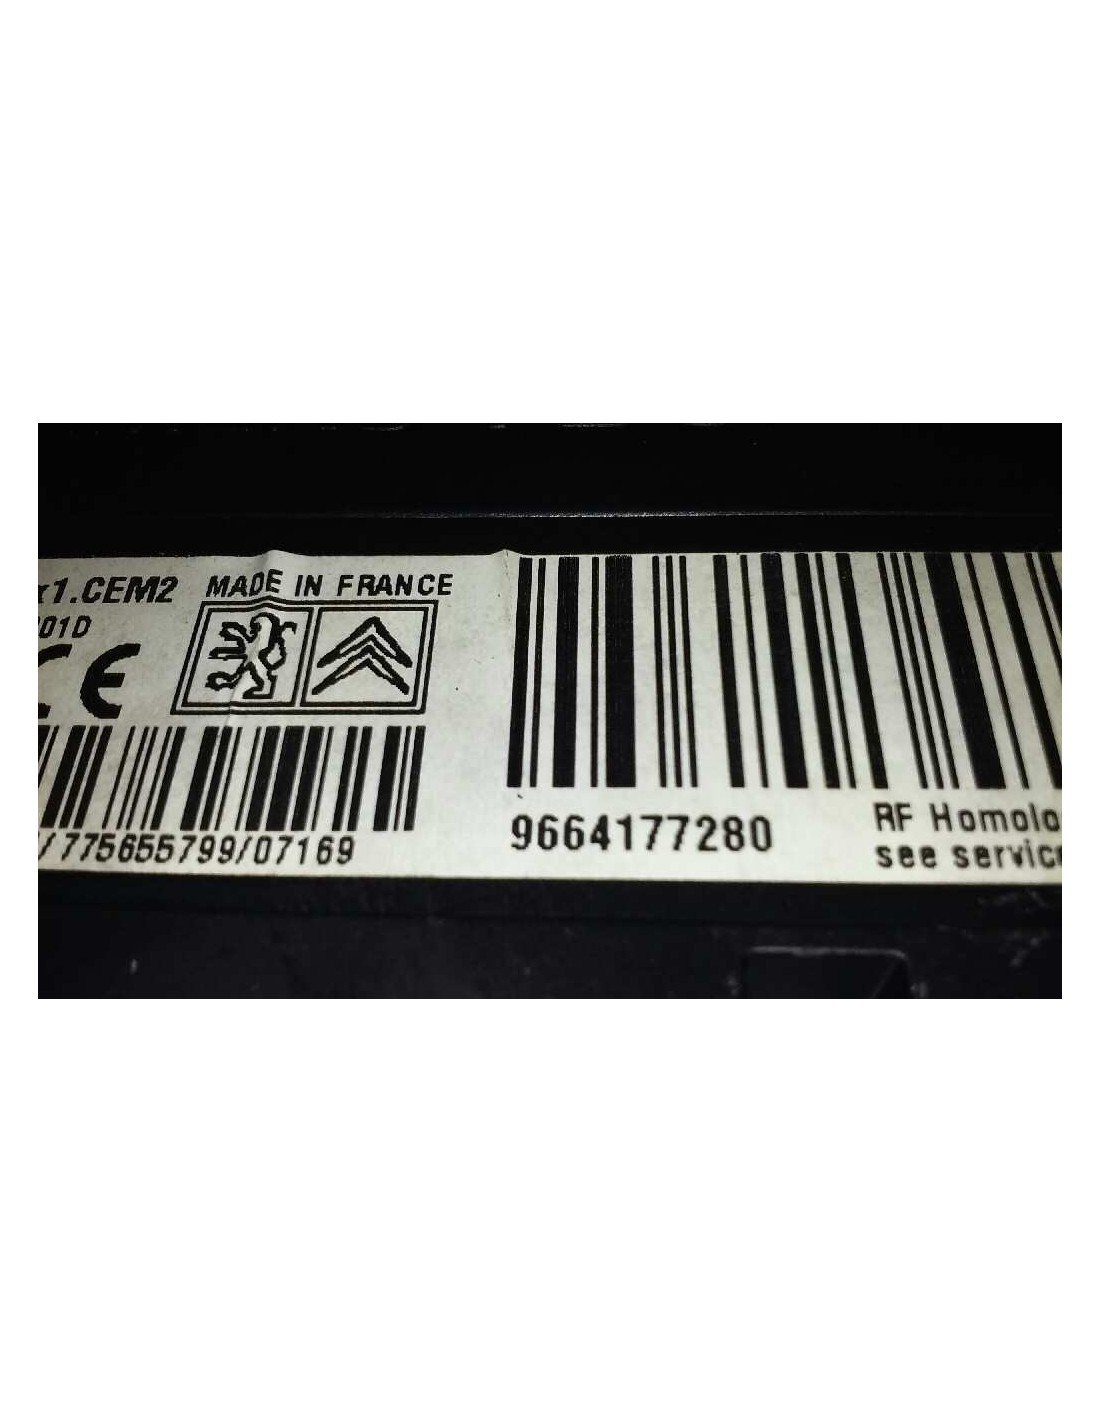 1.CEM2 MADE IN FRANCE
01D
CE
/775655799/07169
9664177280
RF Homolo
see servic